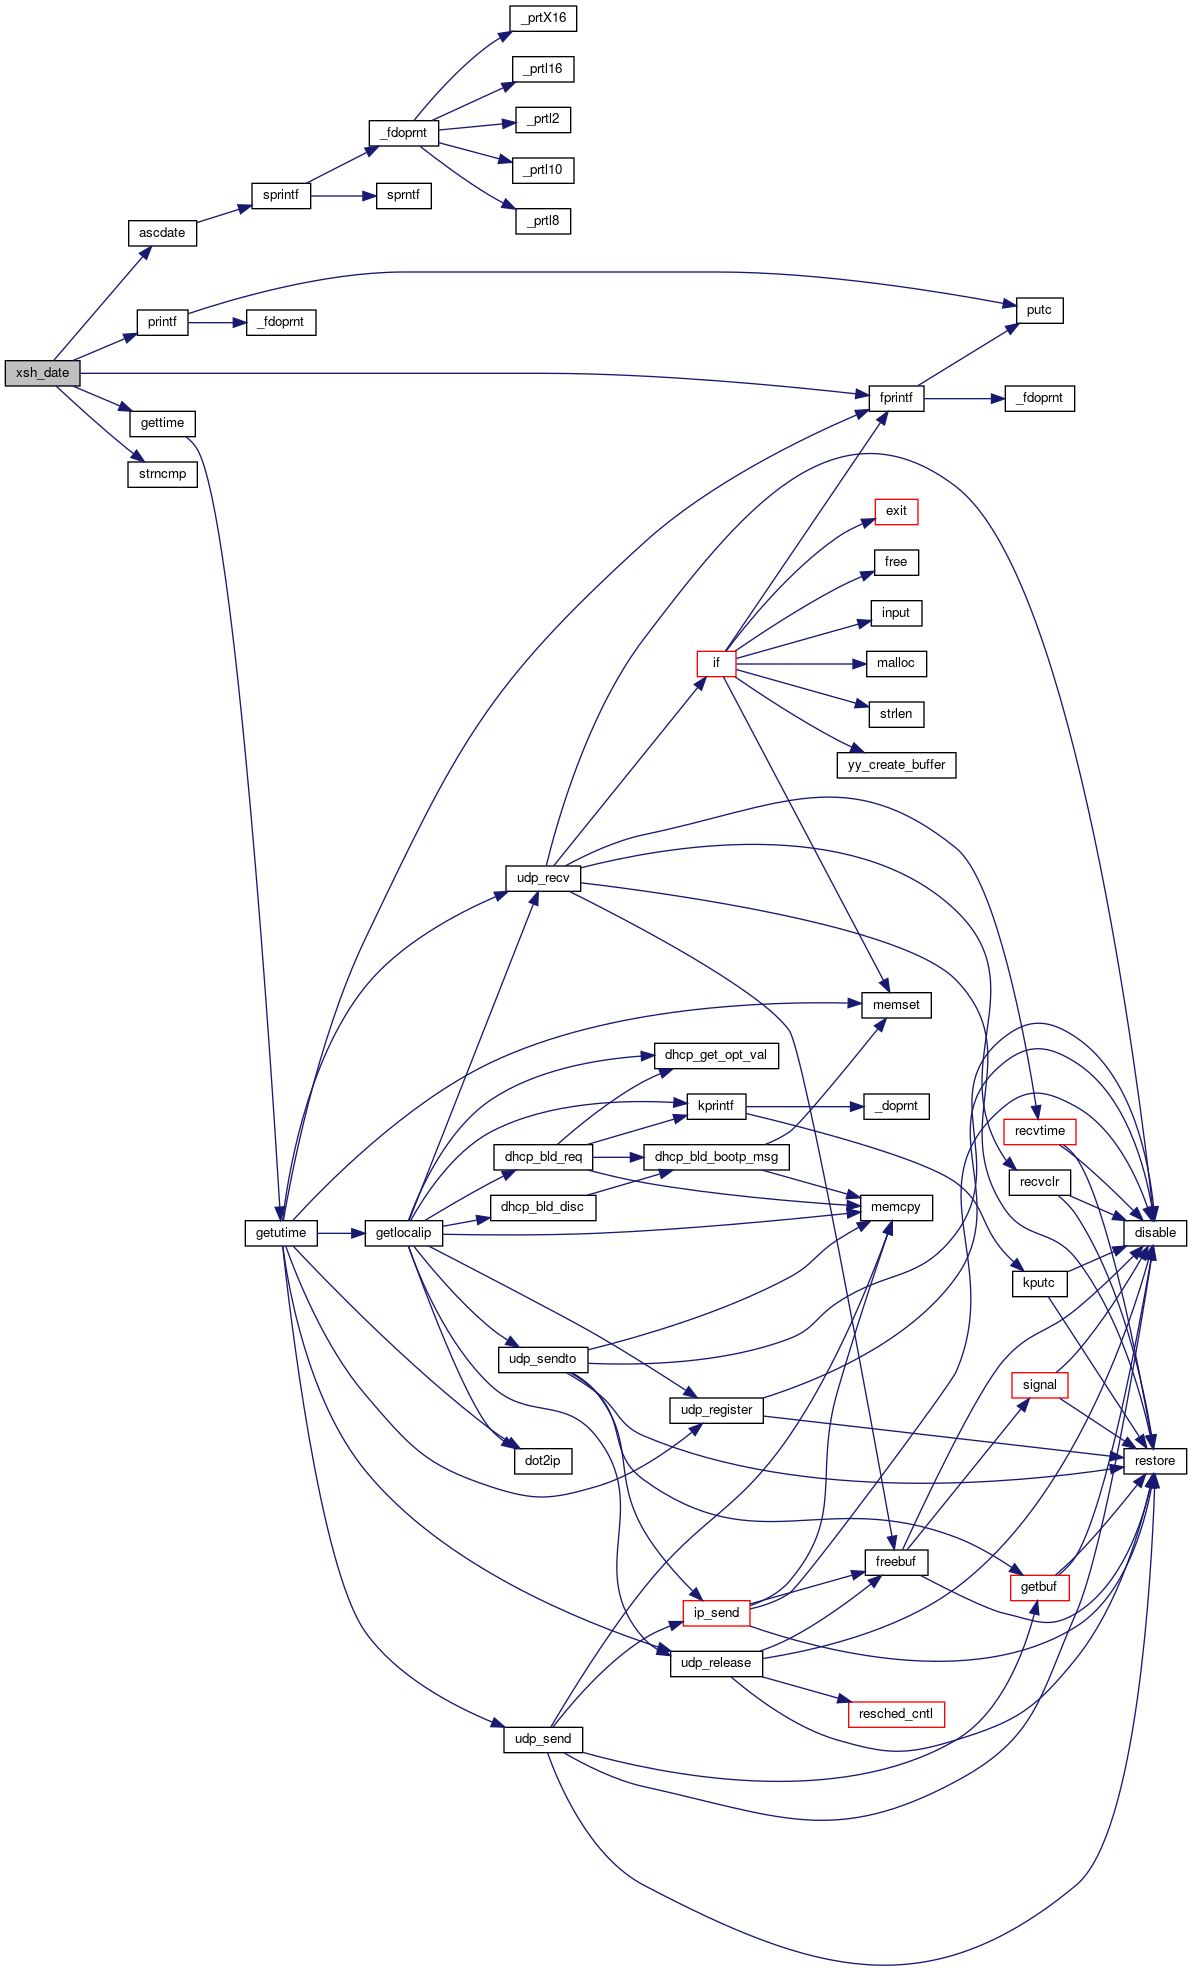 _prtX16
_prtl16
_prtl2
_fdoprnt
_prtl10
sprintf
sprntf
_prtl8
ascdate
putc
printf
_fdoprnt
xsh_date
fprintf
_fdoprnt
gettime
strncmp
exit
free
input
if
malloc
strlen
yy_create_buffer
udp_recv
memset
dhcp_get_opt_val
kprintf
_doprnt
recvtime
dhcp_bld_req
dhcp_bld_bootp_msg
recvclr
dhcp_bld_disc
memcpy
getutime
getlocalip
disable
kputc
udp_sendto
signal
udp_register
dot2ip
restore
freebuf
getbuf
ip_send
udp_release
resched_cntl
udp_send